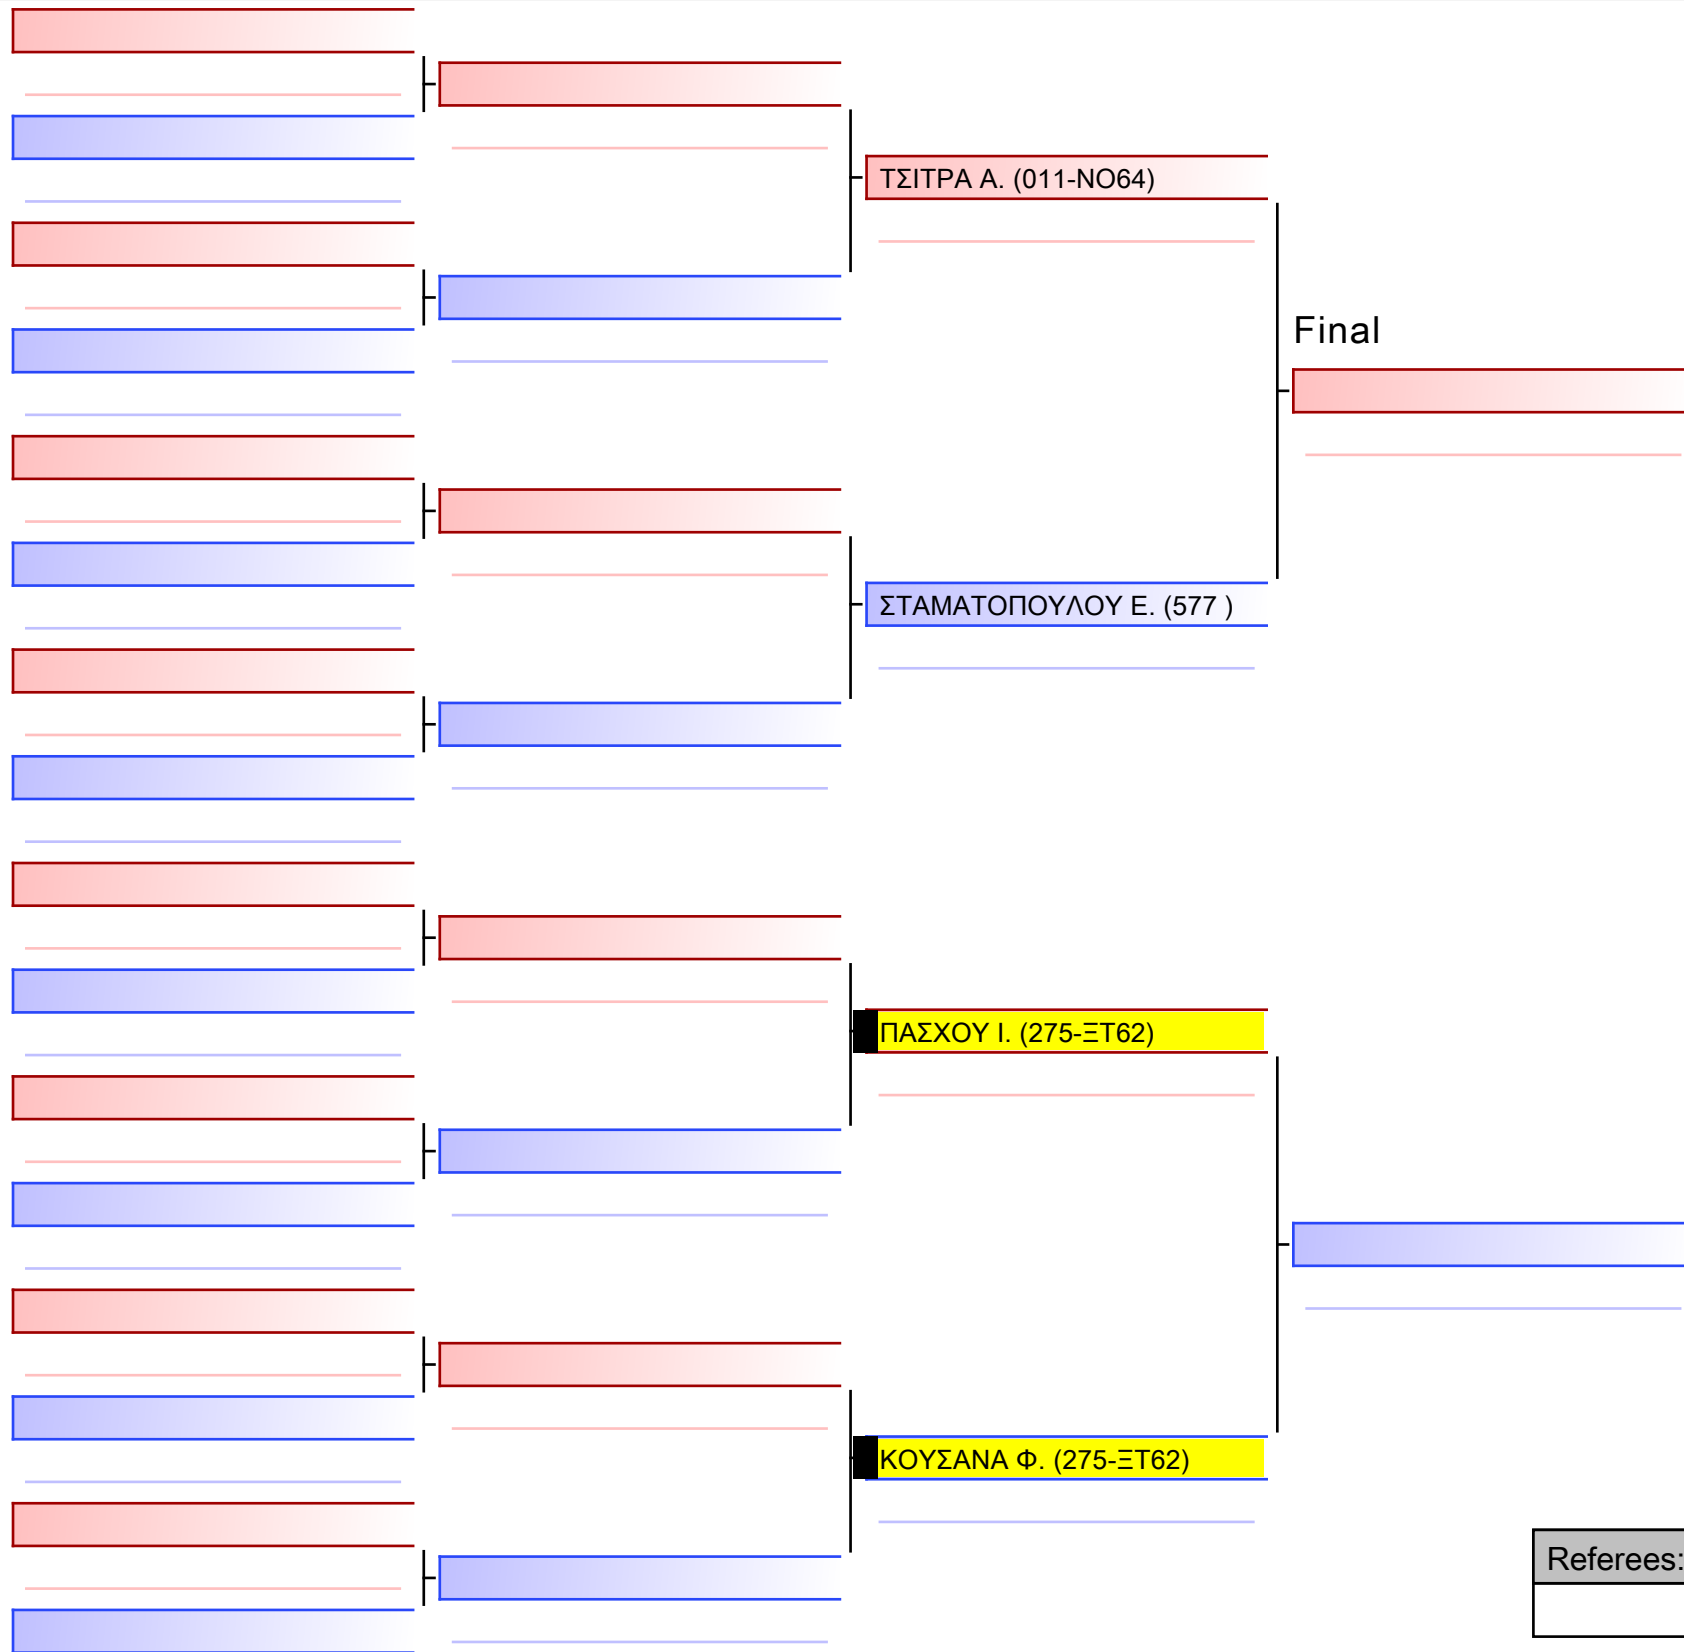 ΤΣΙΤΡΑ Α. (011-ΝΟ64)
Final
ΣΤΑΜΑΤΟΠΟΥΛΟΥ Ε. (577 )
ΠΑΣΧΟΥ Ι. (275-ΞΤ62)
ΚΟΥΣΑΝΑ Φ. (275-ΞΤ62)
Referees: